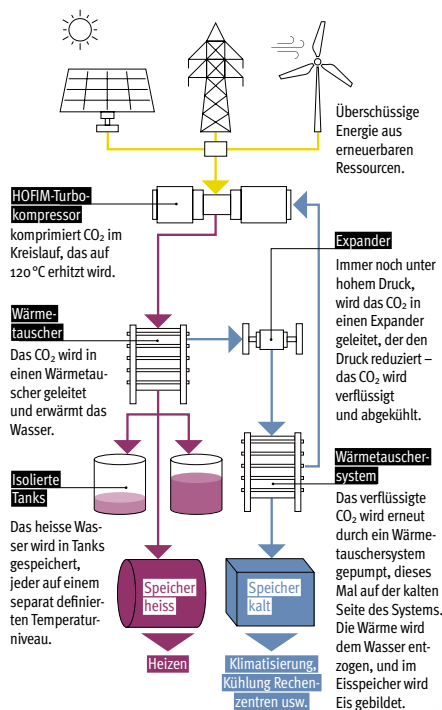 Überschüssige
Energie aus
erneuerbaren
Ressourcen.
HOFIM-Turbo-
kompressor
komprimiert CO₂ im
Kreislauf, das auf
120 °C erhitzt wird.
Expander
Immer noch unter
hohem Druck,
wird das CO₂ in
einen Expander
geleitet, der den
Druck reduziert –
das CO₂ wird
verflüssigt
und abgekühlt.
Wärme-
tauscher
Das CO₂ wird in
einen Wärmetau-
scher geleitet
und erwärmt das
Wasser.
Isolierte
Tanks
Das heisse Was-
ser wird in Tanks
gespeichert,
jeder auf einem
separat definier-
ten Temperatur-
niveau.
Wärmetauscher-
system
Das verflüssigte
CO₂ wird erneut
durch ein Wärme-
tauschersystem
gepumpt, dieses
Mal auf der kalten
Seite des Systems.
Die Wärme wird
dem Wasser ent-
zogen, und im
Eisspeicher wird
Eis gebildet.
Speicher
heiss
Speicher
kalt
Heizen
Klimatisierung,
Kühlung Rechen-
zentren usw.